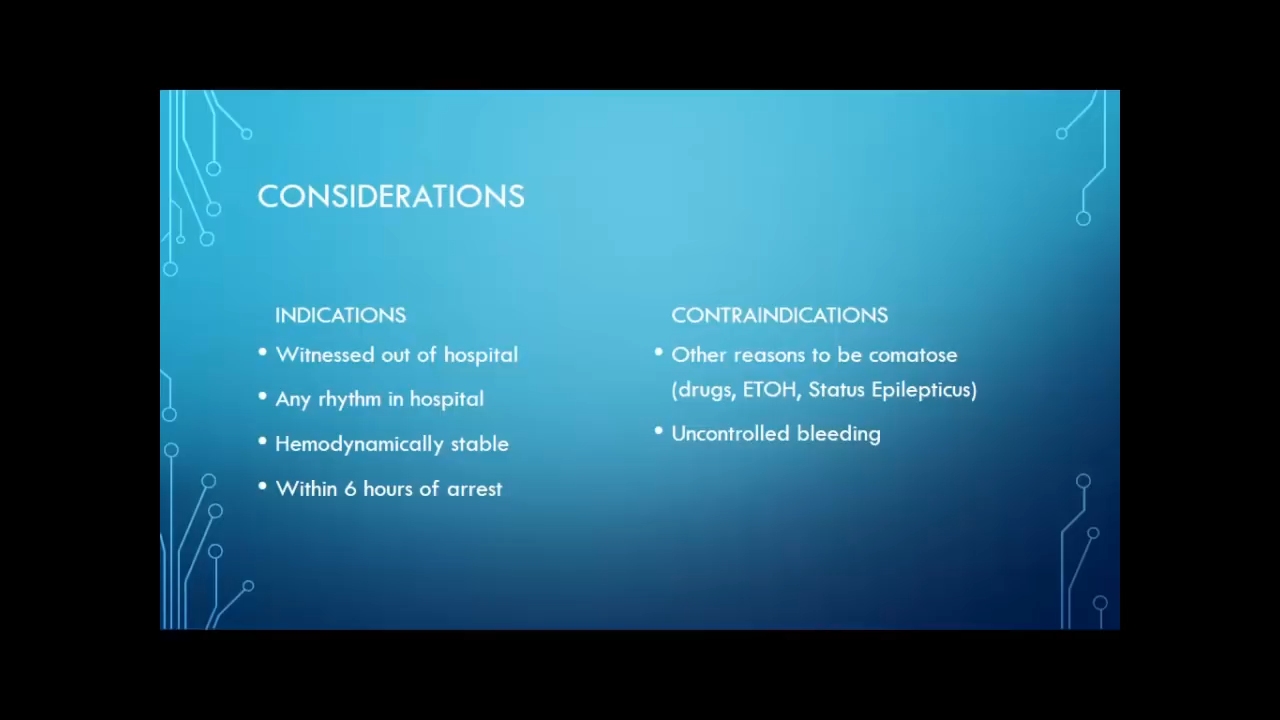 CONSIDERATIONS
INDICATIONS
• Witnessed out of hospital
• Any rhythm in hospital
• Hemodynamically stable
• Within 6 hours of arrest
CONTRAINDICATIONS
• Other reasons to be comatose
(drugs, ETOH, Status Epilepticus)
• Uncontrolled bleeding